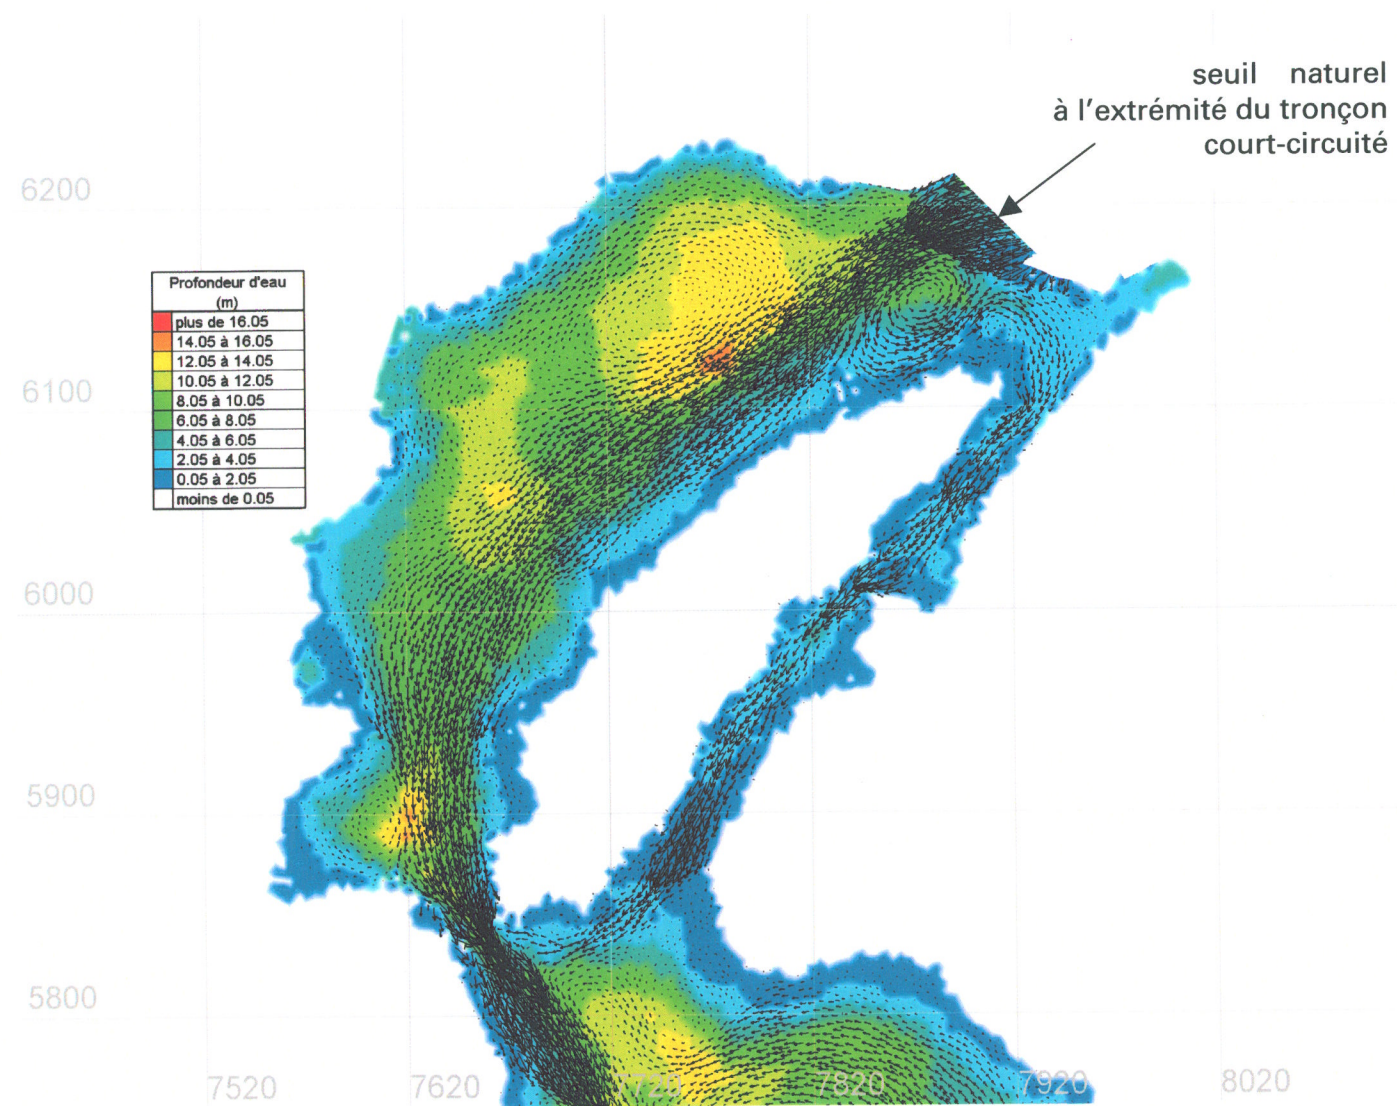 seuil naturel
à l'extrémité du tronçon
court-circuité
6200
Profondeur d'eau
(m)
plus de 16.05
14.05 à 16.05
12.05 à 14.05
10.05 à 12.05
8.05 à 10.05
6.05 à 8.05
4.05 à 6.05
2.05 à 4.05
0.05 à 2.05
moins de 0.05
6100
6000
5900
5800
7520 7620 7720 7820 7920 8020